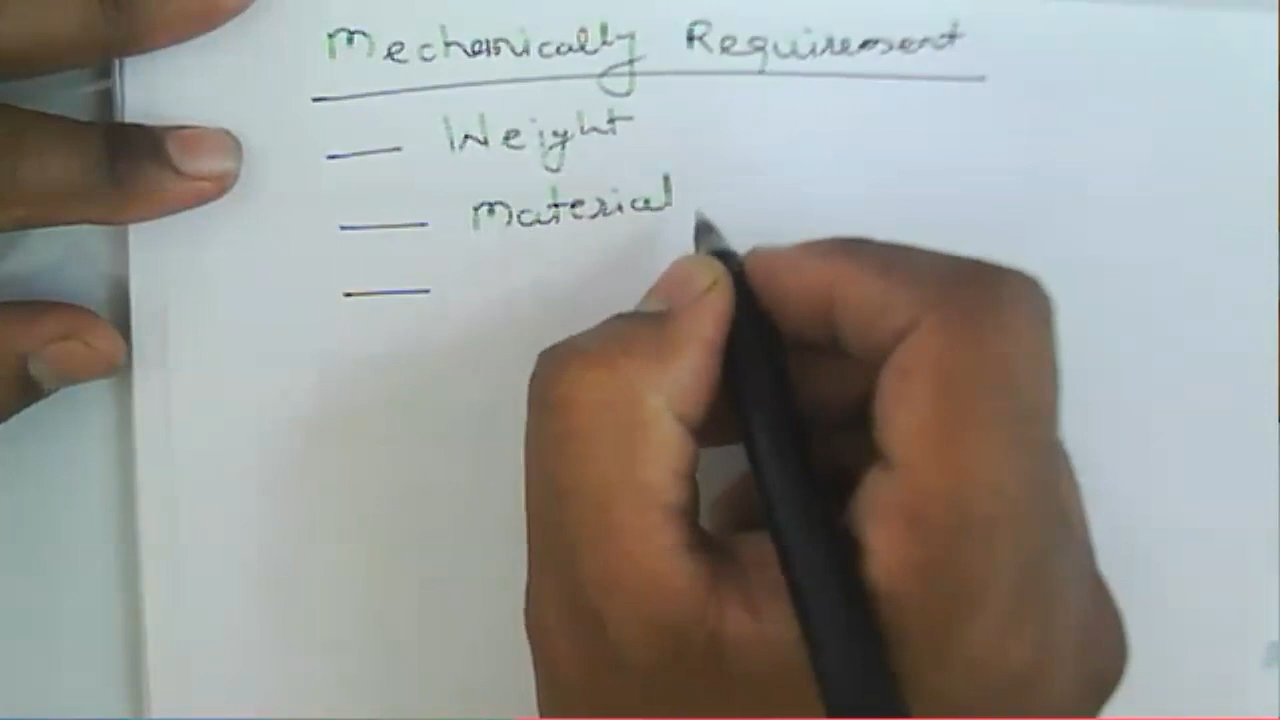 Mechanically Requirement
— Weight
— Material
—